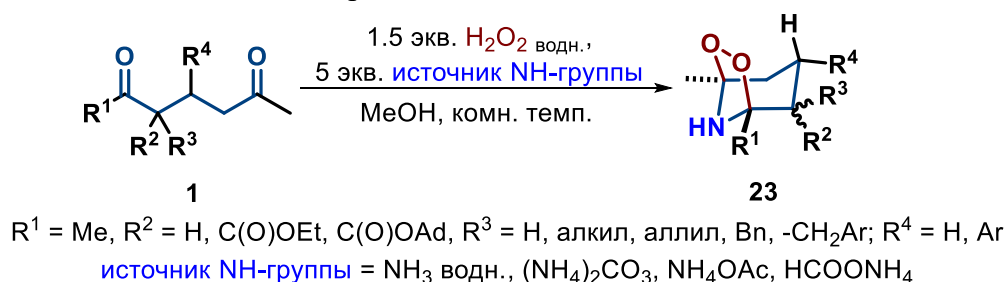 O R⁴ O
R¹
R² R³
1
1.5 экв. H₂O₂ водн.,
5 экв. источник NH-группы
MeOH, комн. темп.
H
O O R⁴
R³
HN R¹ R²
23
R¹ = Me, R² = H, C(O)OEt, C(O)OAd, R³ = H, алкил, аллил, Bn, -CH₂Ar; R⁴ = H, Ar
источник NH-группы = NH₃ водн., (NH₄)₂CO₃, NH₄OAc, HCOONH₄